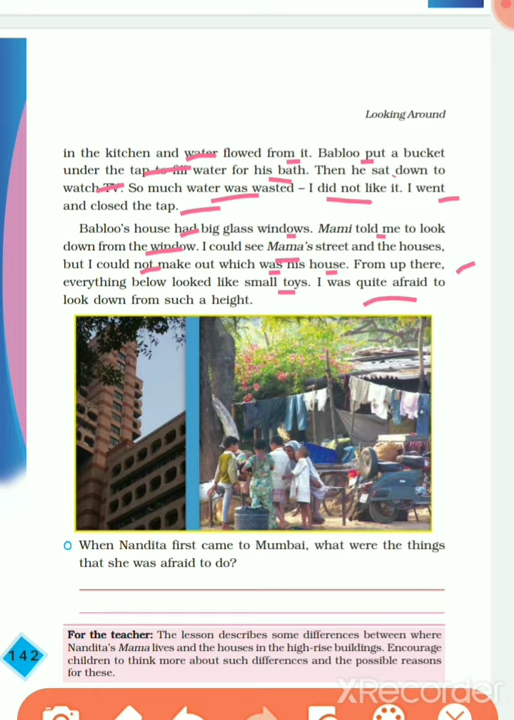 Looking Around
in the kitchen and water flowed from it. Babloo put a bucket
under the tap to fill water for his bath. Then he sat down to
watch TV. So much water was wasted – I did not like it. I went
and closed the tap.
Babloo's house had big glass windows. Mami told me to look
down from the window. I could see Mama's street and the houses,
but I could not make out which was his house. From up there,
everything below looked like small toys. I was quite afraid to
look down from such a height.
When Nandita first came to Mumbai, what were the things
that she was afraid to do?
For the teacher: The lesson describes some differences between where
Nandita's Mama lives and the houses in the high-rise buildings. Encourage
children to think more about such differences and the possible reasons
for these.
142
XRecorder